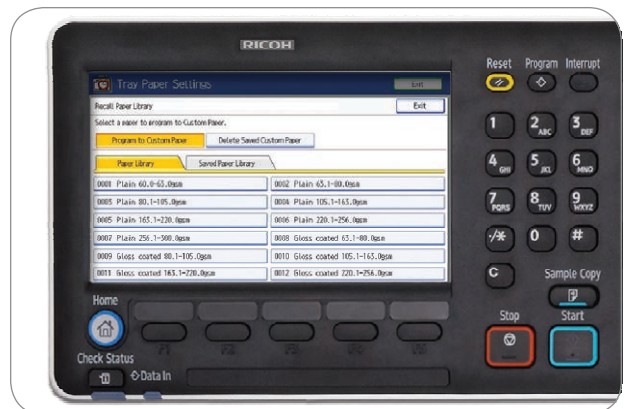 RICOH
Tray Paper Settings
Exit
Recall Paper Library
Exit
Select a paper to program to Custom Paper.
Program to Custom Paper
Delete Saved Custom Paper
Paper Library
Saved Paper Library
0001 Plain 60.0-63.0gsm
0002 Plain 63.1-80.0gsm
0003 Plain 80.1-105.0gsm
0004 Plain 105.1-163.0gsm
0005 Plain 163.1-220.0gsm
0006 Plain 220.1-256.0gsm
0007 Plain 256.1-300.0gsm
0008 Gloss coated 63.1-80.0gsm
0009 Gloss coated 80.1-105.0gsm
0010 Gloss coated 105.1-163.0gsm
0011 Gloss coated 163.1-220.0gsm
0012 Gloss coated 220.1-256.0gsm
Home
F1
F2
F3
F4
F5
Check Status
Data In
Reset
Program
Interrupt
1
2 ABC
3 DEF
4 GHI
5 JKL
6 MNO
7 PQRS
8 TUV
9 WXYZ
·/*
0
#
C
Sample Copy
Stop
Start